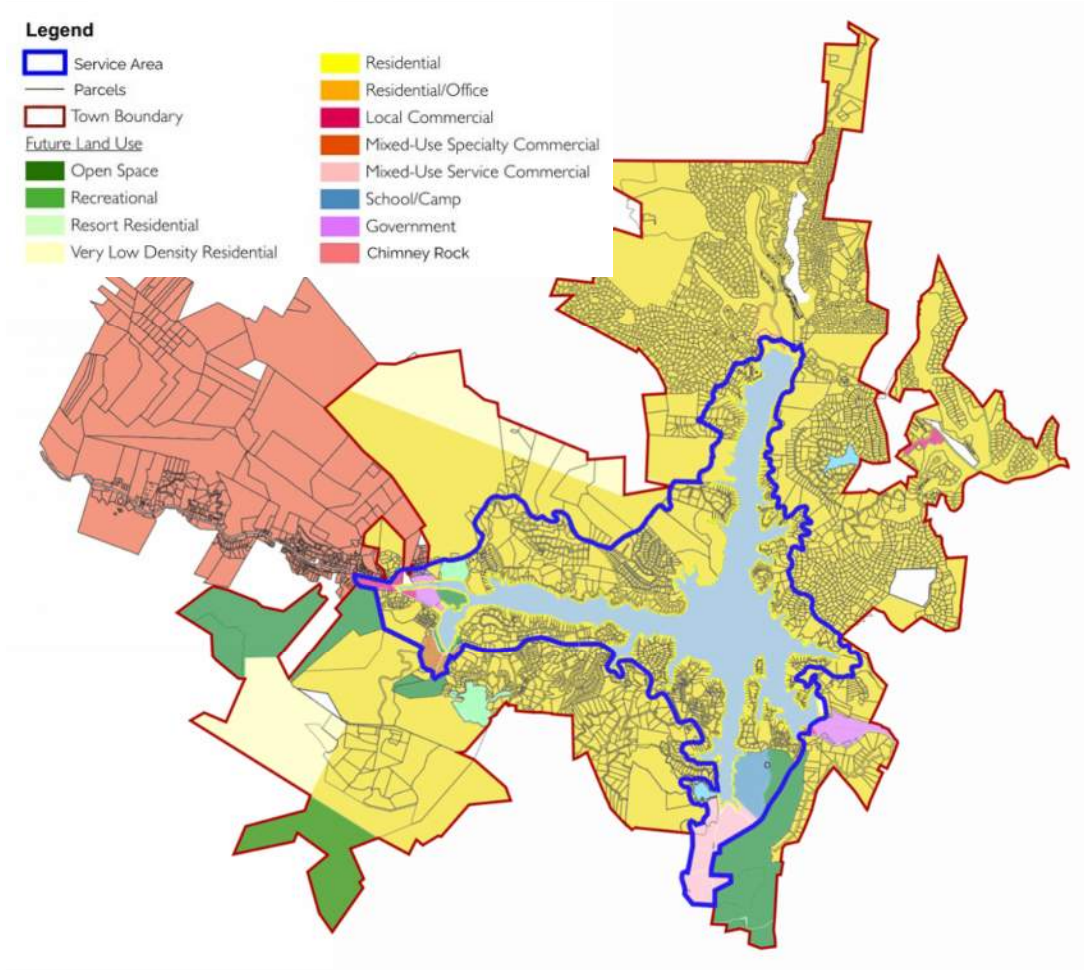 Legend
Service Area
Parcels
Town Boundary
Future Land Use
Open Space
Recreational
Resort Residential
Very Low Density Residential
Residential
Residential/Office
Local Commercial
Mixed-Use Specialty Commercial
Mixed-Use Service Commercial
School/Camp
Government
Chimney Rock